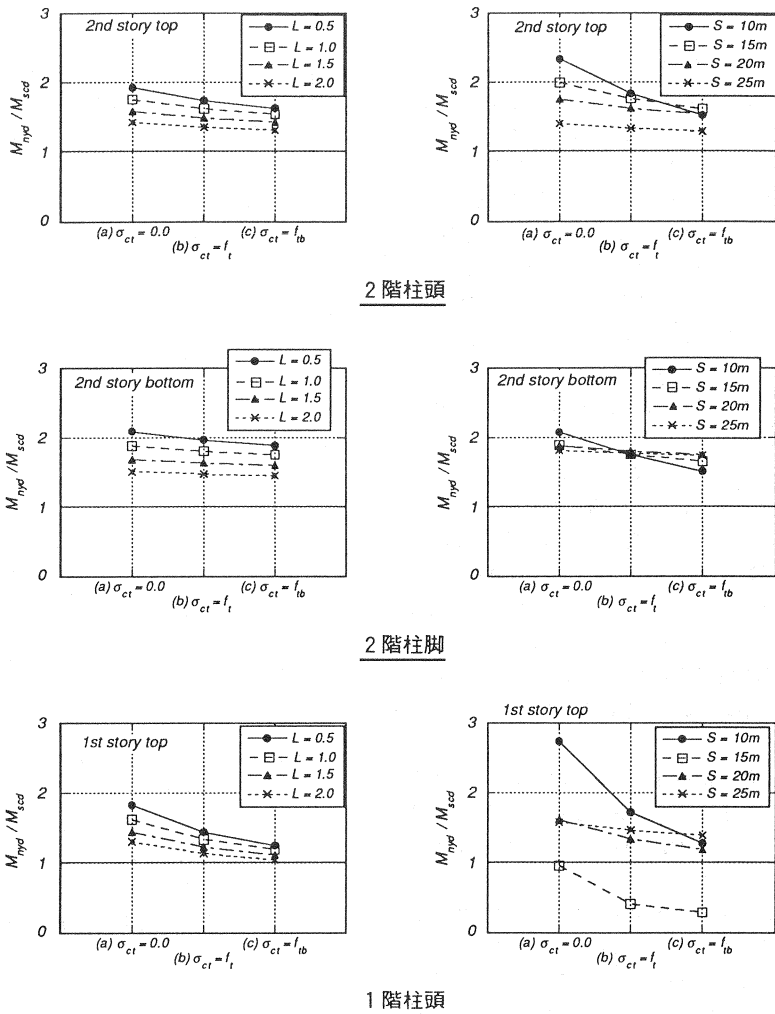 2nd story top
L = 0.5
L = 1.0
L = 1.5
L = 2.0
3
2
1
0
M_nyd / M_scd
(a) σ_ct = 0.0
(b) σ_ct = f_t
(c) σ_ct = f_tb
2nd story top
S = 10m
S = 15m
S = 20m
S = 25m
3
2
1
0
M_nyd / M_scd
(a) σ_ct = 0.0
(b) σ_ct = f_t
(c) σ_ct = f_tb
2階柱頭
2nd story bottom
L = 0.5
L = 1.0
L = 1.5
L = 2.0
3
2
1
0
M_nyd / M_scd
(a) σ_ct = 0.0
(b) σ_ct = f_t
(c) σ_ct = f_tb
2nd story bottom
S = 10m
S = 15m
S = 20m
S = 25m
3
2
1
0
M_nyd / M_scd
(a) σ_ct = 0.0
(b) σ_ct = f_t
(c) σ_ct = f_tb
2階柱脚
1st story top
L = 0.5
L = 1.0
L = 1.5
L = 2.0
3
2
1
0
M_nyd / M_scd
(a) σ_ct = 0.0
(b) σ_ct = f_t
(c) σ_ct = f_tb
1st story top
S = 10m
S = 15m
S = 20m
S = 25m
3
2
1
0
M_nyd / M_scd
(a) σ_ct = 0.0
(b) σ_ct = f_t
(c) σ_ct = f_tb
1階柱頭